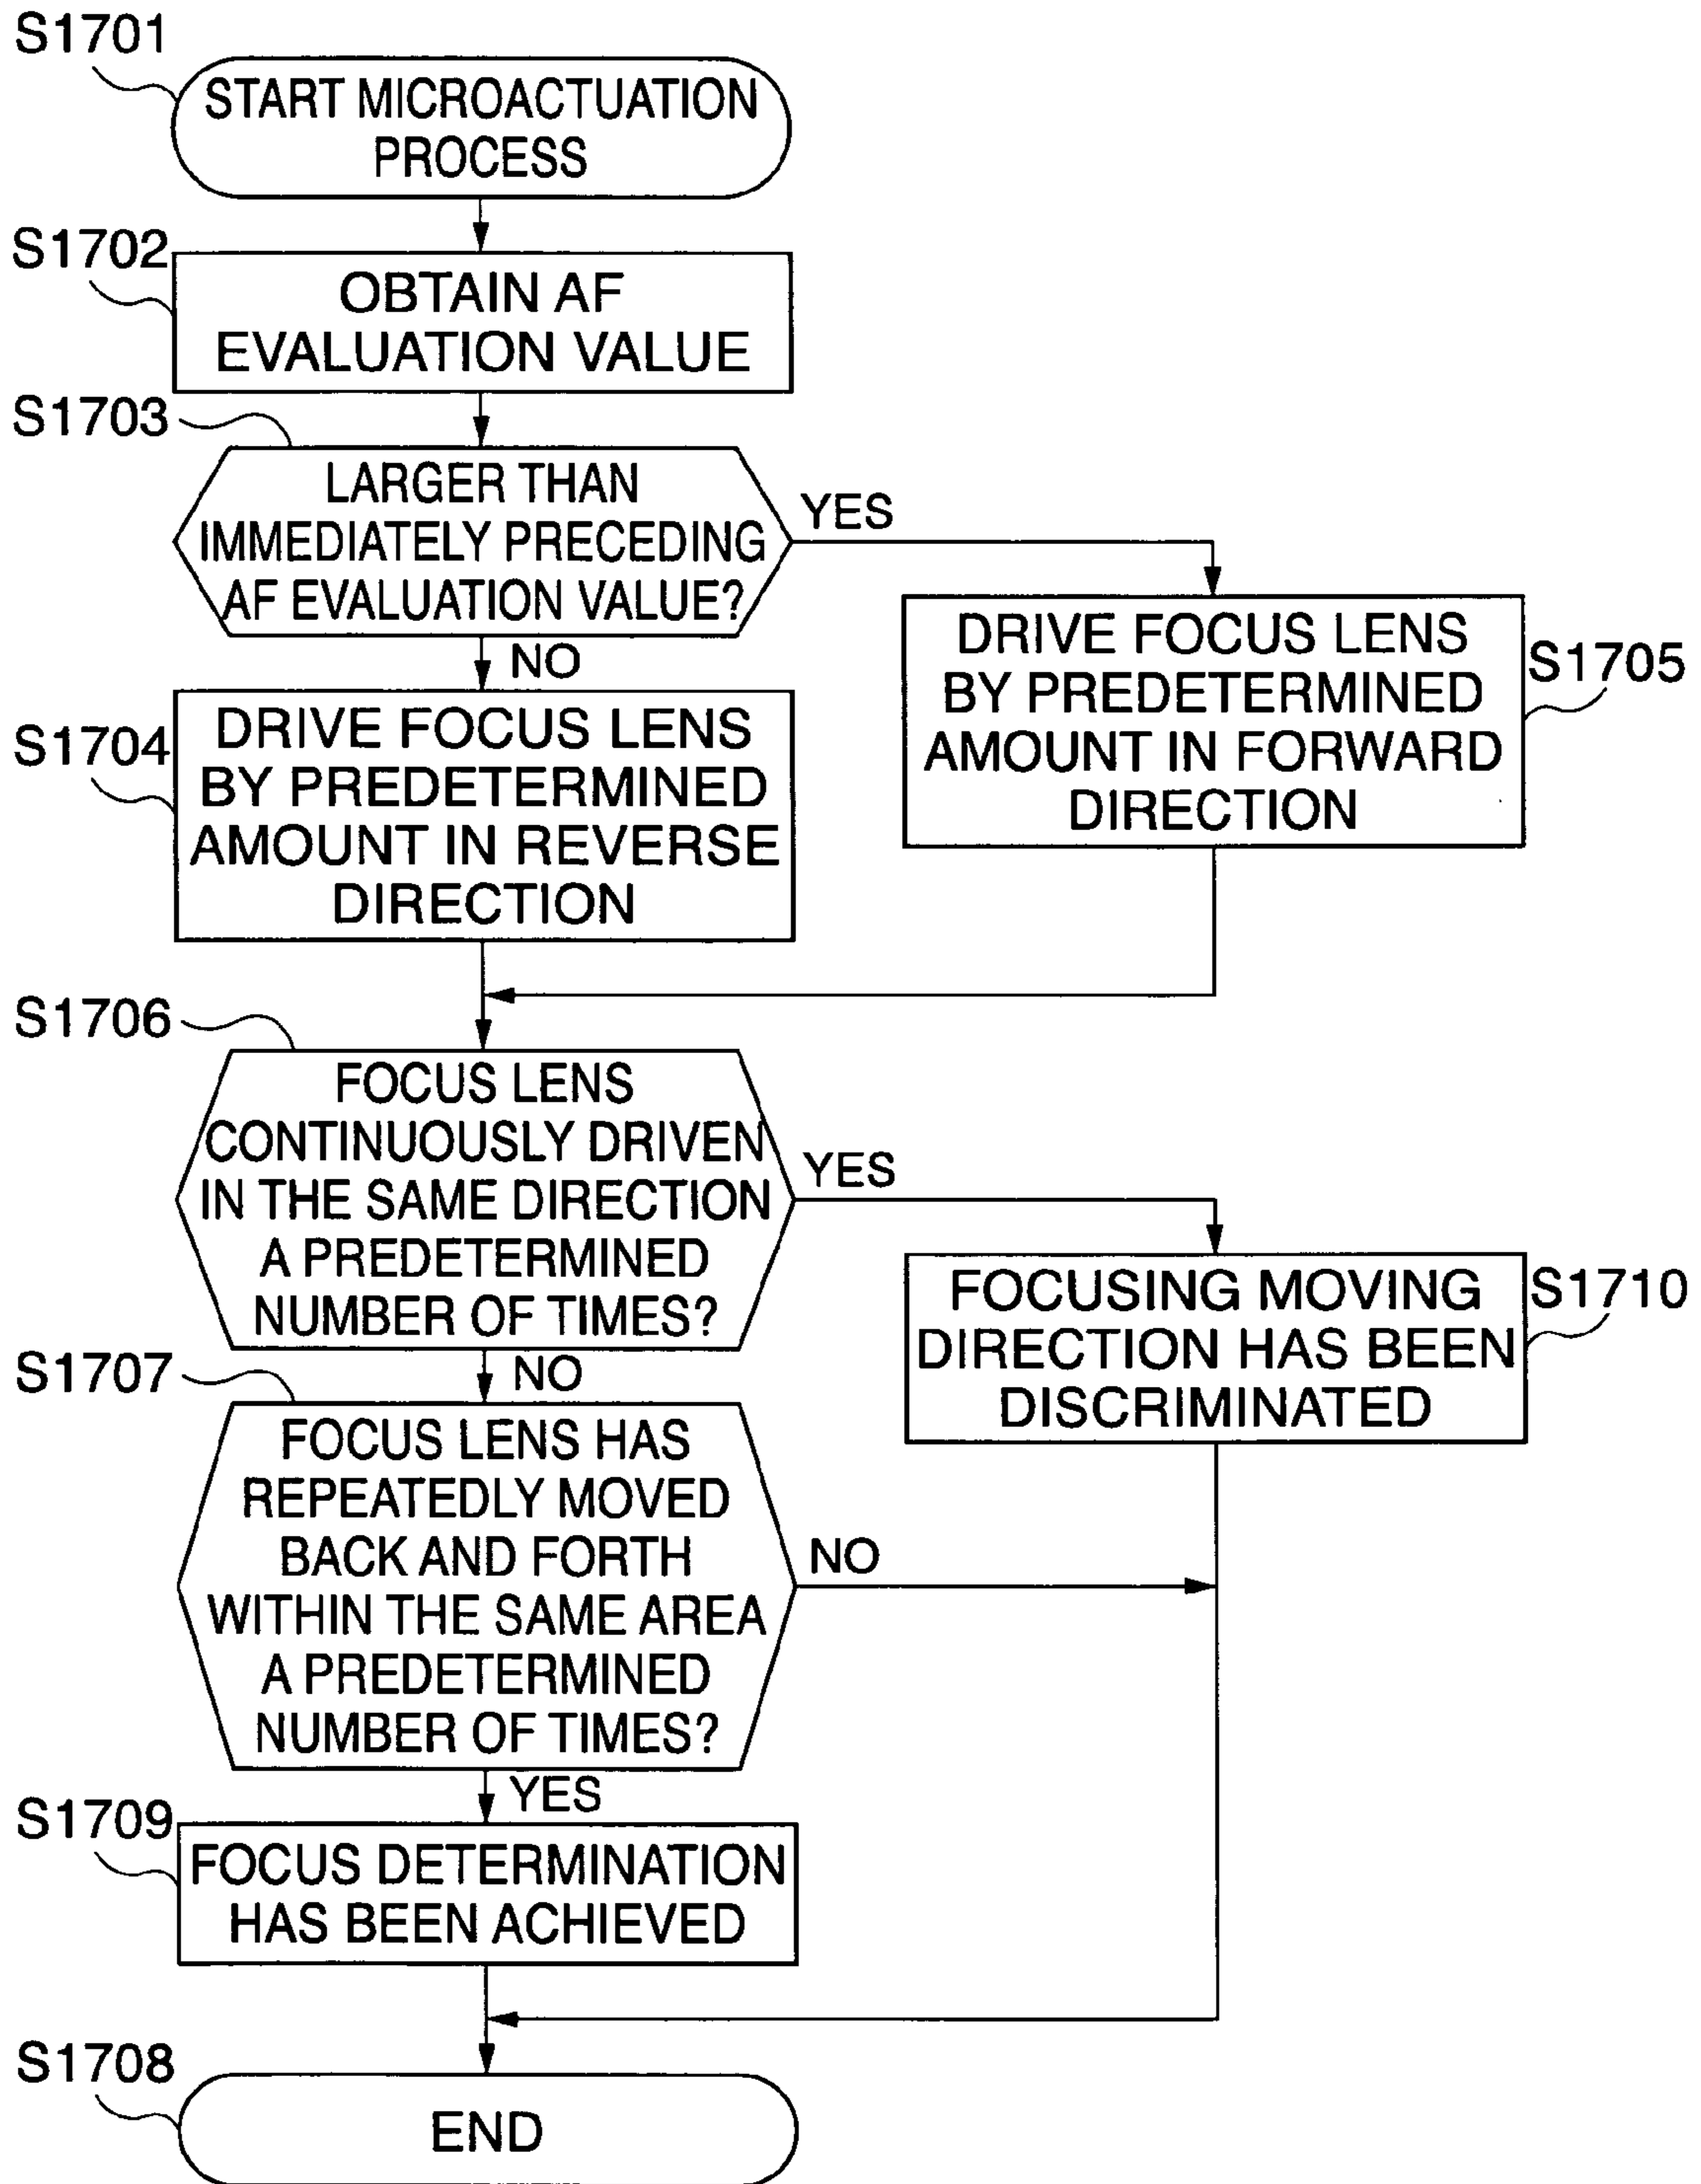 S1701
START MICROACTUATION
PROCESS
S1702
OBTAIN AF
EVALUATION VALUE
S1703
LARGER THAN
IMMEDIATELY PRECEDING
AF EVALUATION VALUE?
YES
NO
S1704
DRIVE FOCUS LENS
BY PREDETERMINED
AMOUNT IN REVERSE
DIRECTION
DRIVE FOCUS LENS
BY PREDETERMINED
AMOUNT IN FORWARD
DIRECTION
S1705
S1706
FOCUS LENS
CONTINUOUSLY DRIVEN
IN THE SAME DIRECTION
A PREDETERMINED
NUMBER OF TIMES?
YES
NO
FOCUSING MOVING
DIRECTION HAS BEEN
DISCRIMINATED
S1710
S1707
FOCUS LENS HAS
REPEATEDLY MOVED
BACK AND FORTH
WITHIN THE SAME AREA
A PREDETERMINED
NUMBER OF TIMES?
NO
YES
S1709
FOCUS DETERMINATION
HAS BEEN ACHIEVED
S1708
END